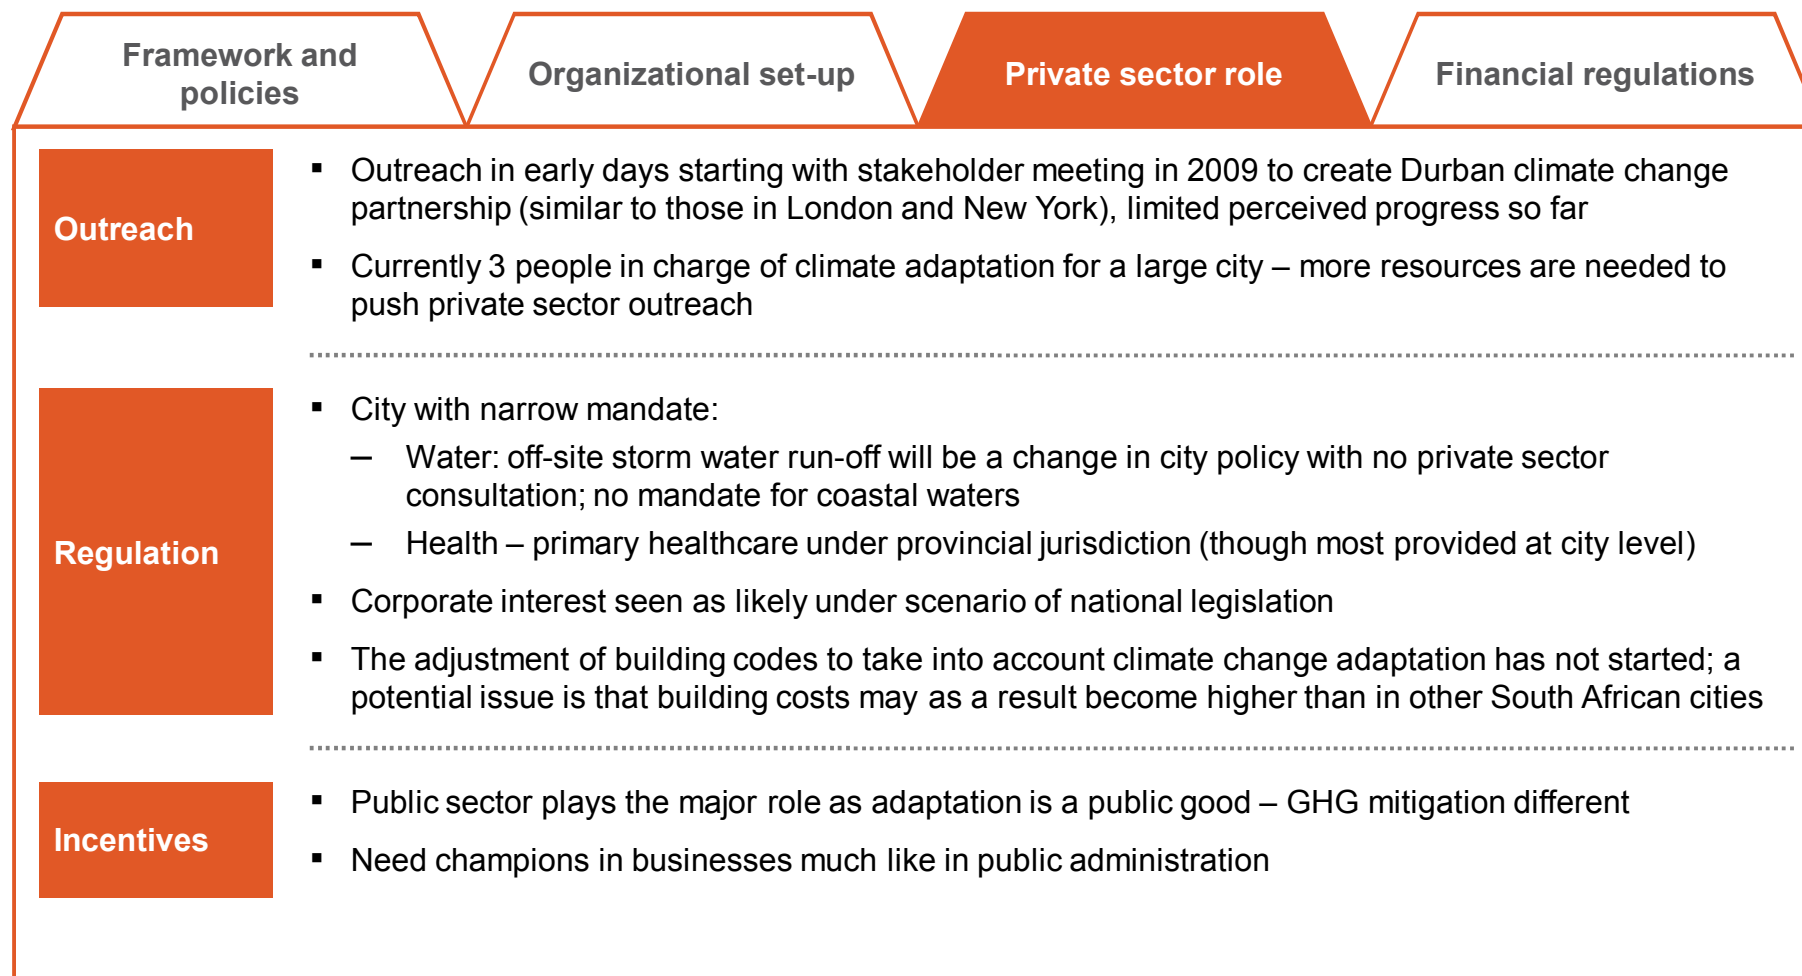 Framework and
policies
Organizational set-up
Private sector role
Financial regulations
Outreach
▪ Outreach in early days starting with stakeholder meeting in 2009 to create Durban climate change
partnership (similar to those in London and New York), limited perceived progress so far
▪ Currently 3 people in charge of climate adaptation for a large city – more resources are needed to
push private sector outreach
Regulation
▪ City with narrow mandate:
– Water: off-site storm water run-off will be a change in city policy with no private sector
consultation; no mandate for coastal waters
– Health – primary healthcare under provincial jurisdiction (though most provided at city level)
▪ Corporate interest seen as likely under scenario of national legislation
▪ The adjustment of building codes to take into account climate change adaptation has not started; a
potential issue is that building costs may as a result become higher than in other South African cities
Incentives
▪ Public sector plays the major role as adaptation is a public good – GHG mitigation different
▪ Need champions in businesses much like in public administration